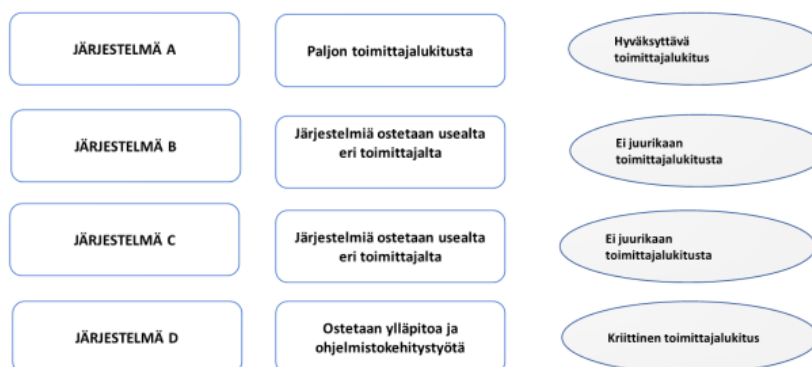 JÄRJESTELMÄ A
Paljon toimittajalukitusta
Hyväksyttävä
toimittajalukitus
JÄRJESTELMÄ B
Järjestelmiä ostetaan usealta
eri toimittajalta
Ei juurikaan
toimittajalukitusta
JÄRJESTELMÄ C
Järjestelmiä ostetaan usealta
eri toimittajalta
Ei juurikaan
toimittajalukitusta
JÄRJESTELMÄ D
Ostetaan ylläpitoa ja
ohjelmistokehitystyötä
Kriittinen toimittajalukitus